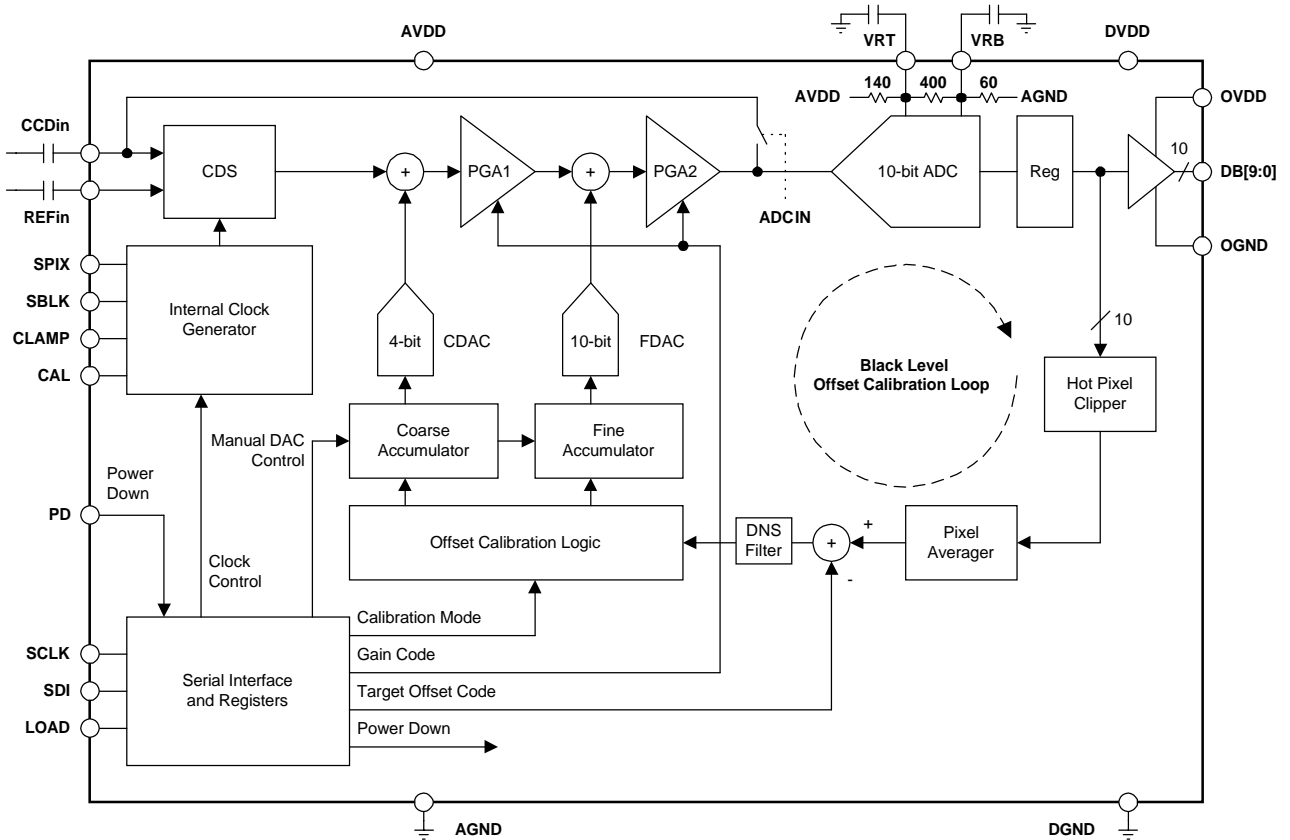 AVDD
VRT
VRB
DVDD
140
400
60
AVDD
AGND
OVDD
CCDin
CDS
+
PGA1
+
PGA2
10-bit ADC
Reg
10
DB[9:0]
REFin
ADCIN
OGND
SPIX
SBLK
CLAMP
CAL
Internal Clock
Generator
4-bit
CDAC
10-bit
FDAC
Black Level
Offset Calibration Loop
10
Hot Pixel
Clipper
Manual DAC
Control
Coarse
Accumulator
Fine
Accumulator
Power
Down
PD
Clock
Control
Offset Calibration Logic
DNS
Filter
+
+
-
Pixel
Averager
SCLK
SDI
LOAD
Serial Interface
and Registers
Calibration Mode
Gain Code
Target Offset Code
Power Down
AGND
DGND